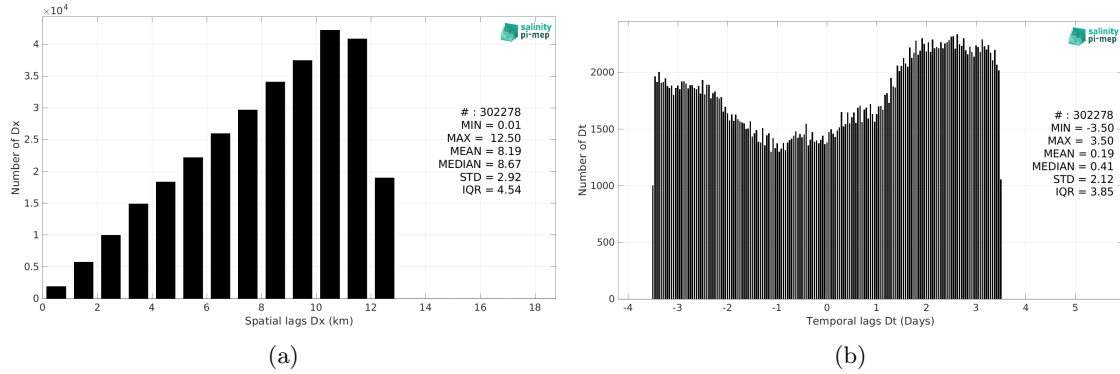 ×10⁴
4
3.5
3
2.5
2
1.5
1
0.5
0
Number of Dx
0 2 4 6 8 10 12 14 16 18
Spatial lags Dx (km)
salinity
pi-mep
# : 302278
MIN = 0.01
MAX = 12.50
MEAN = 8.19
MEDIAN = 8.67
STD = 2.92
IQR = 4.54
(a)
2000
1500
1000
500
0
Number of Dt
-4 -3 -2 -1 0 1 2 3 4 5
Temporal lags Dt (Days)
salinity
pi-mep
# : 302278
MIN = -3.50
MAX = 3.50
MEAN = 0.19
MEDIAN = 0.41
STD = 2.12
IQR = 3.85
(b)